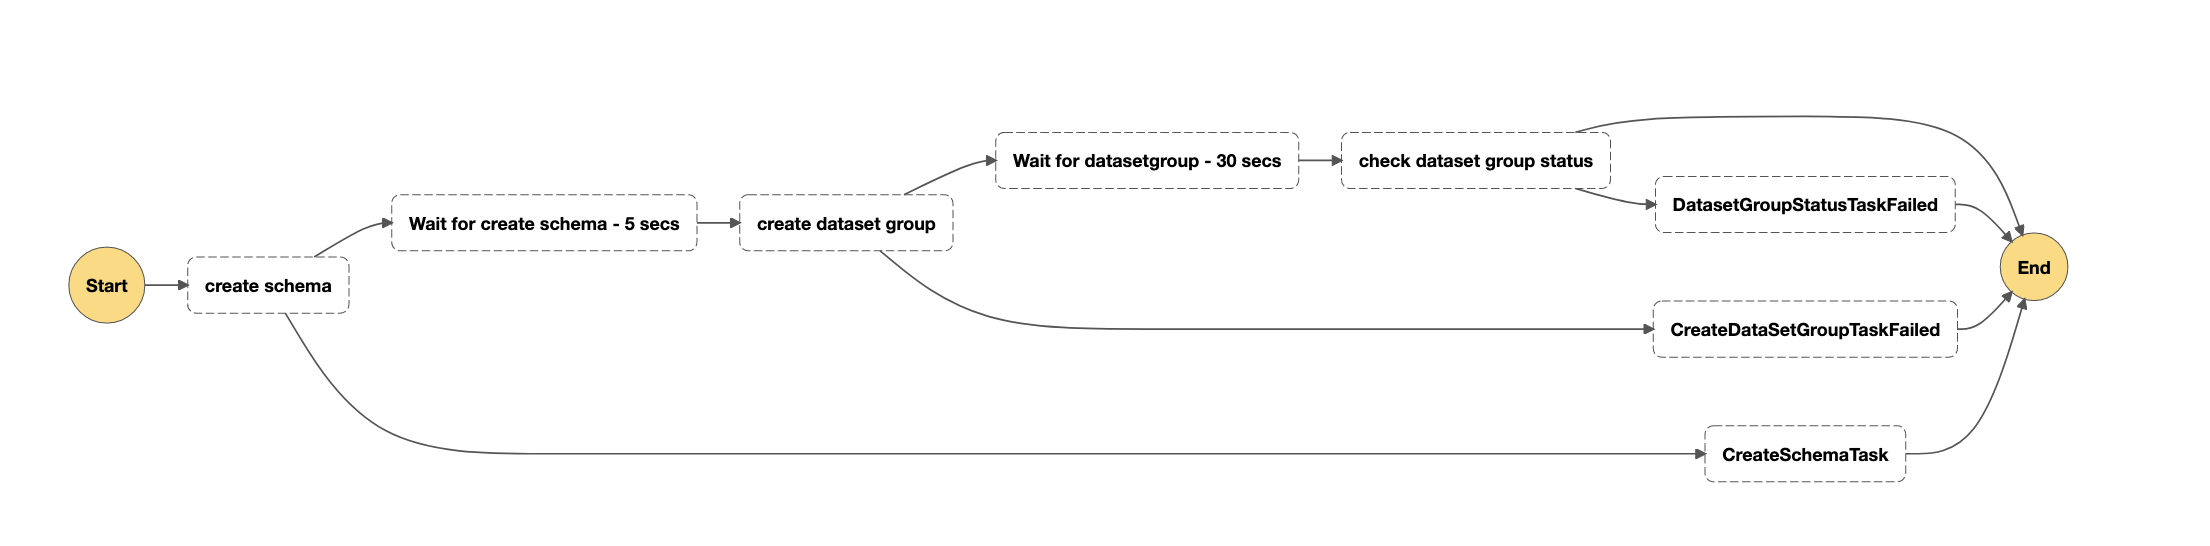 Start
create schema
Wait for create schema - 5 secs
create dataset group
Wait for datasetgroup - 30 secs
check dataset group status
DatasetGroupStatusTaskFailed
CreateDataSetGroupTaskFailed
CreateSchemaTask
End